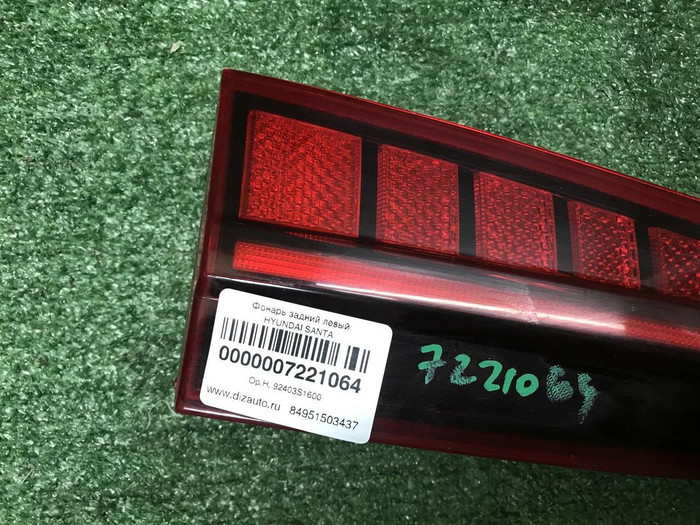 Фонарь задний левый
HYUNDAI SANTA
0000007221064
Ор.Н. 92403S1600
www.dizauto.ru 84951503437
7221064